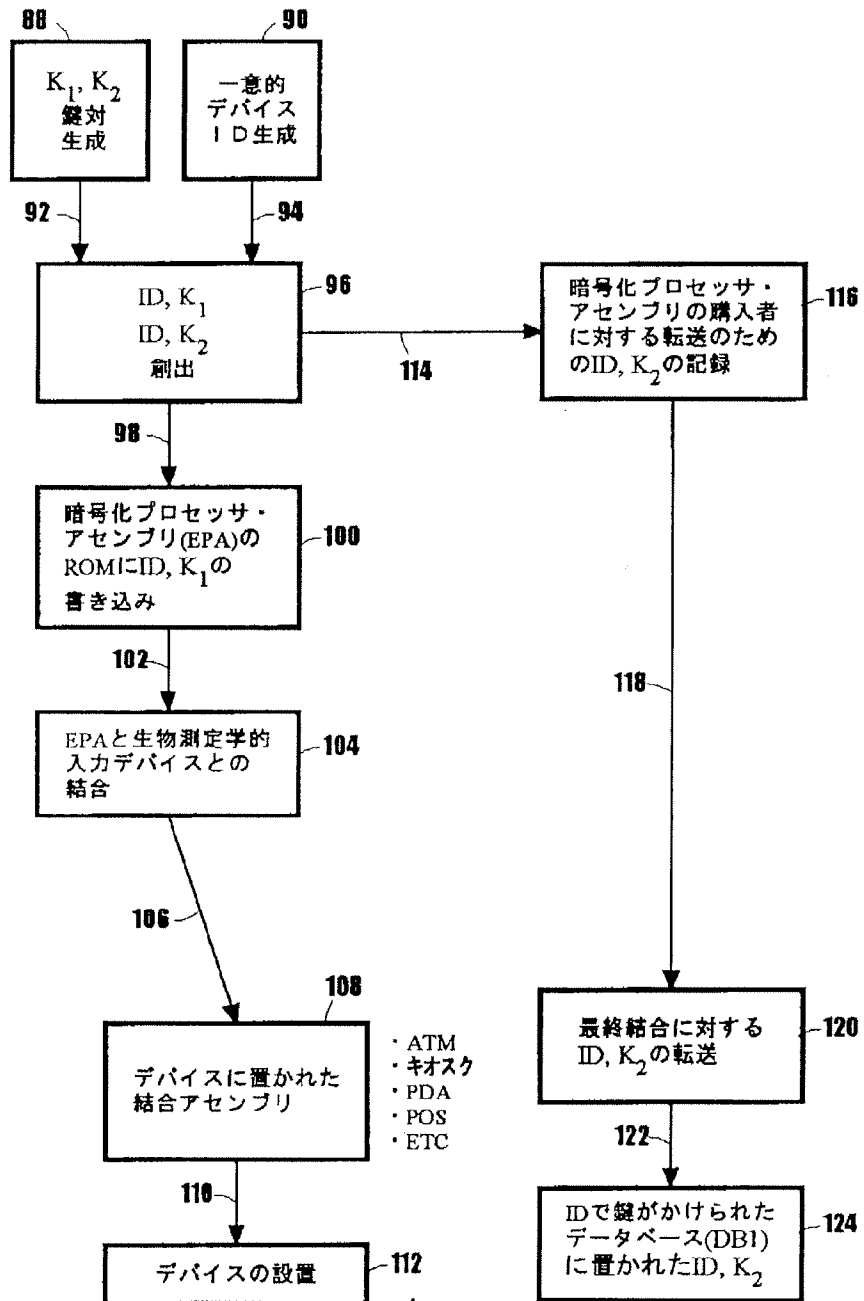 88
90
K1, K2
鍵対
生成
一意的
デバイス
ID生成
92
94
ID, K1
ID, K2
創出
96
114
暗号化プロセッサ・
アセンブリの購入者
に対する転送のため
のID, K2の記録
116
98
暗号化プロセッサ・
アセンブリ(EPA)の
ROMにID, K1の
書き込み
100
102
118
EPAと生物測定学的
入力デバイスとの
結合
104
106
108
デバイスに置かれた
結合アセンブリ
・ATM
・キオスク
・PDA
・POS
・ETC
最終結合に対する
ID, K2の転送
120
110
122
デバイスの設置
112
IDで鍵がかけられた
データベース(DB1)
に置かれたID, K2
124